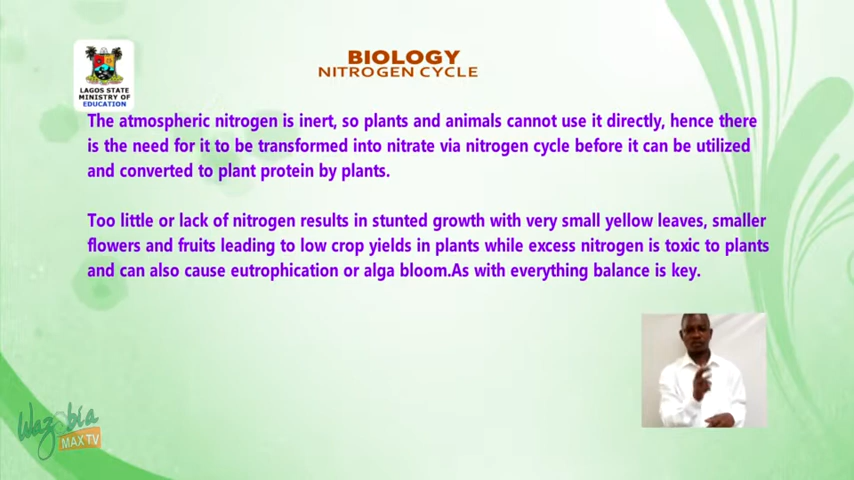 BIOLOGY
NITROGEN CYCLE
LAGOS STATE
MINISTRY OF
EDUCATION
The atmospheric nitrogen is inert, so plants and animals cannot use it directly, hence there
is the need for it to be transformed into nitrate via nitrogen cycle before it can be utilized
and converted to plant protein by plants.
Too little or lack of nitrogen results in stunted growth with very small yellow leaves, smaller
flowers and fruits leading to low crop yields in plants while excess nitrogen is toxic to plants
and can also cause eutrophication or alga bloom.As with everything balance is key.
Wazobia
MAX TV